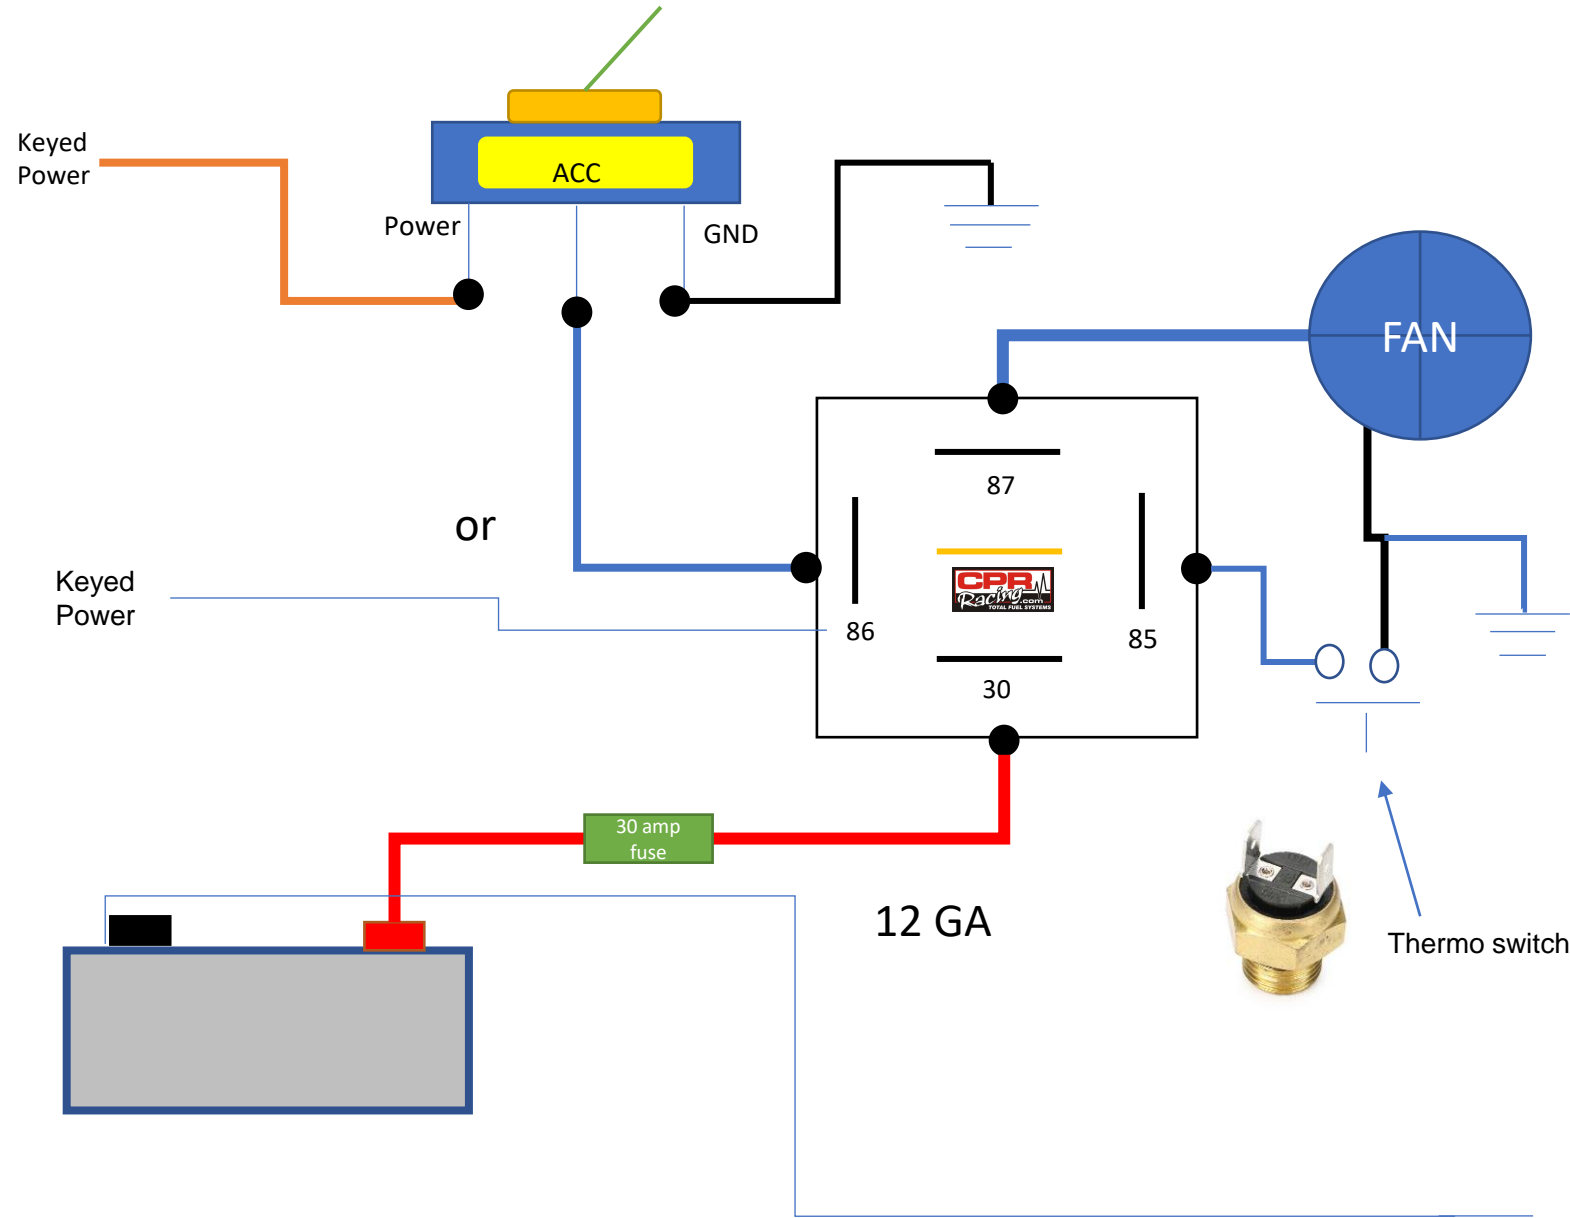 Keyed
Power
ACC
Power
GND
FAN
87
or
Keyed
Power
CPR
Racing.com
TOTAL FUEL SYSTEMS
86
85
30
30 amp
fuse
12 GA
Thermo switch